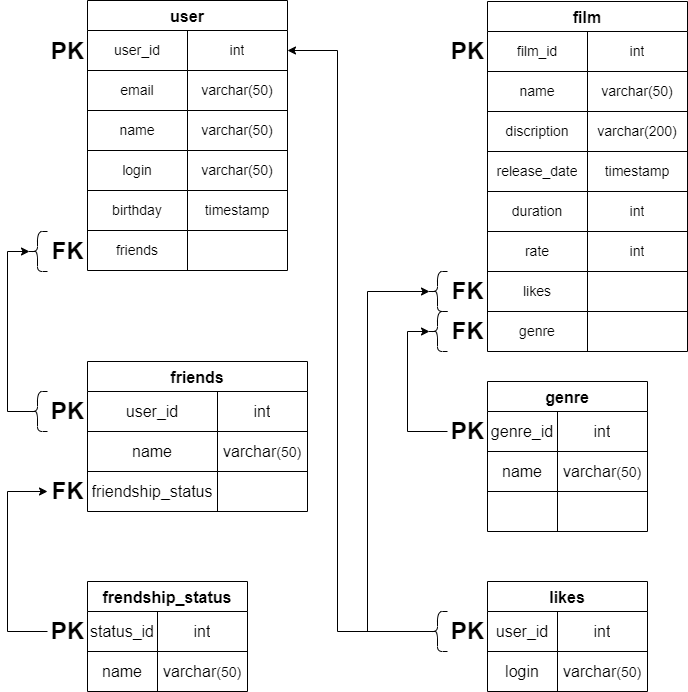 user
PK user_id int
email varchar(50)
name varchar(50)
login varchar(50)
birthday timestamp
FK friends
film
PK film_id int
name varchar(50)
discription varchar(200)
release_date timestamp
duration int
rate int
FK likes
FK genre
friends
PK user_id int
name varchar(50)
FK friendship_status
genre
PK genre_id int
name varchar(50)
frendship_status
PK status_id int
name varchar(50)
likes
PK user_id int
login varchar(50)